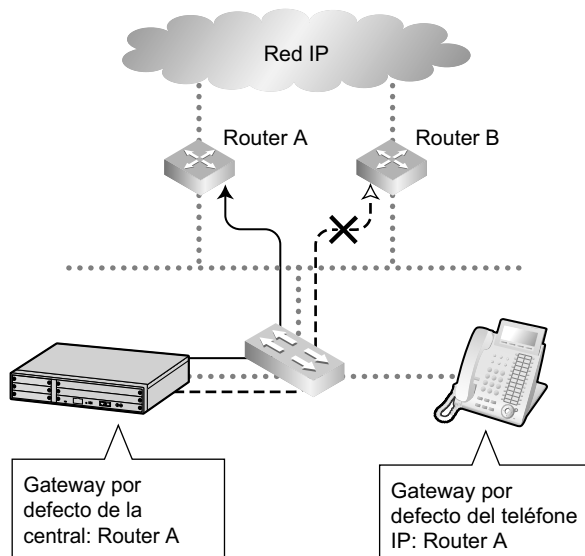 Red IP
Router A
Router B
Gateway por
defecto de la
central: Router A
Gateway por
defecto del teléfone
IP: Router A